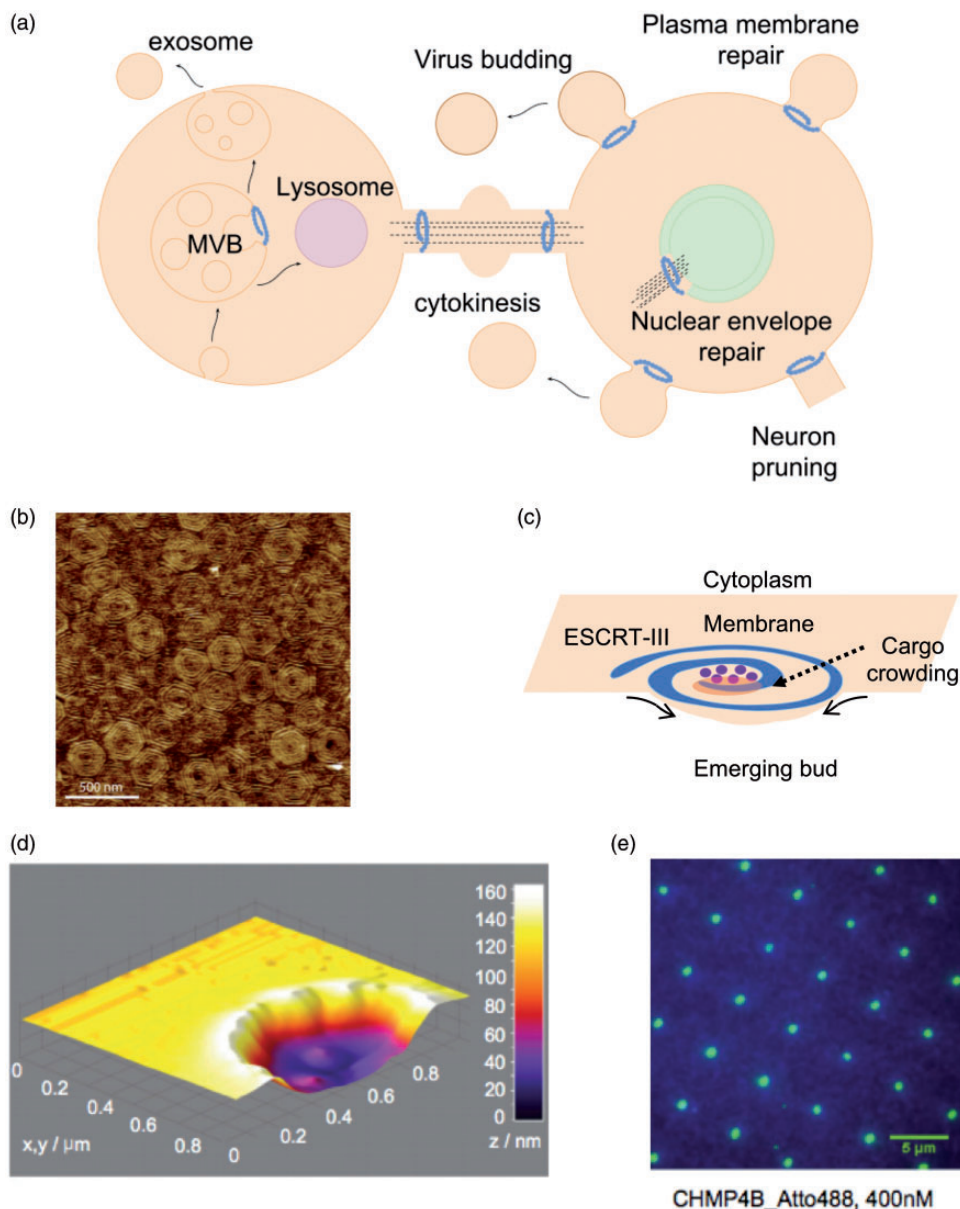 (a)
exosome
Virus budding
Plasma membrane
repair
Lysosome
MVB
cytokinesis
Nuclear envelope
repair
Neuron
pruning
(b)
500 nm
(c)
Cytoplasm
ESCRT-III
Membrane
Cargo
crowding
Emerging bud
(d)
160
140
120
100
80
60
40
20
0
z / nm
0
0.2
0.4
0.6
0.8
x,y / μm
0
0.2
0.4
0.6
0.8
(e)
5 μm
CHMP4B_Atto488, 400nM